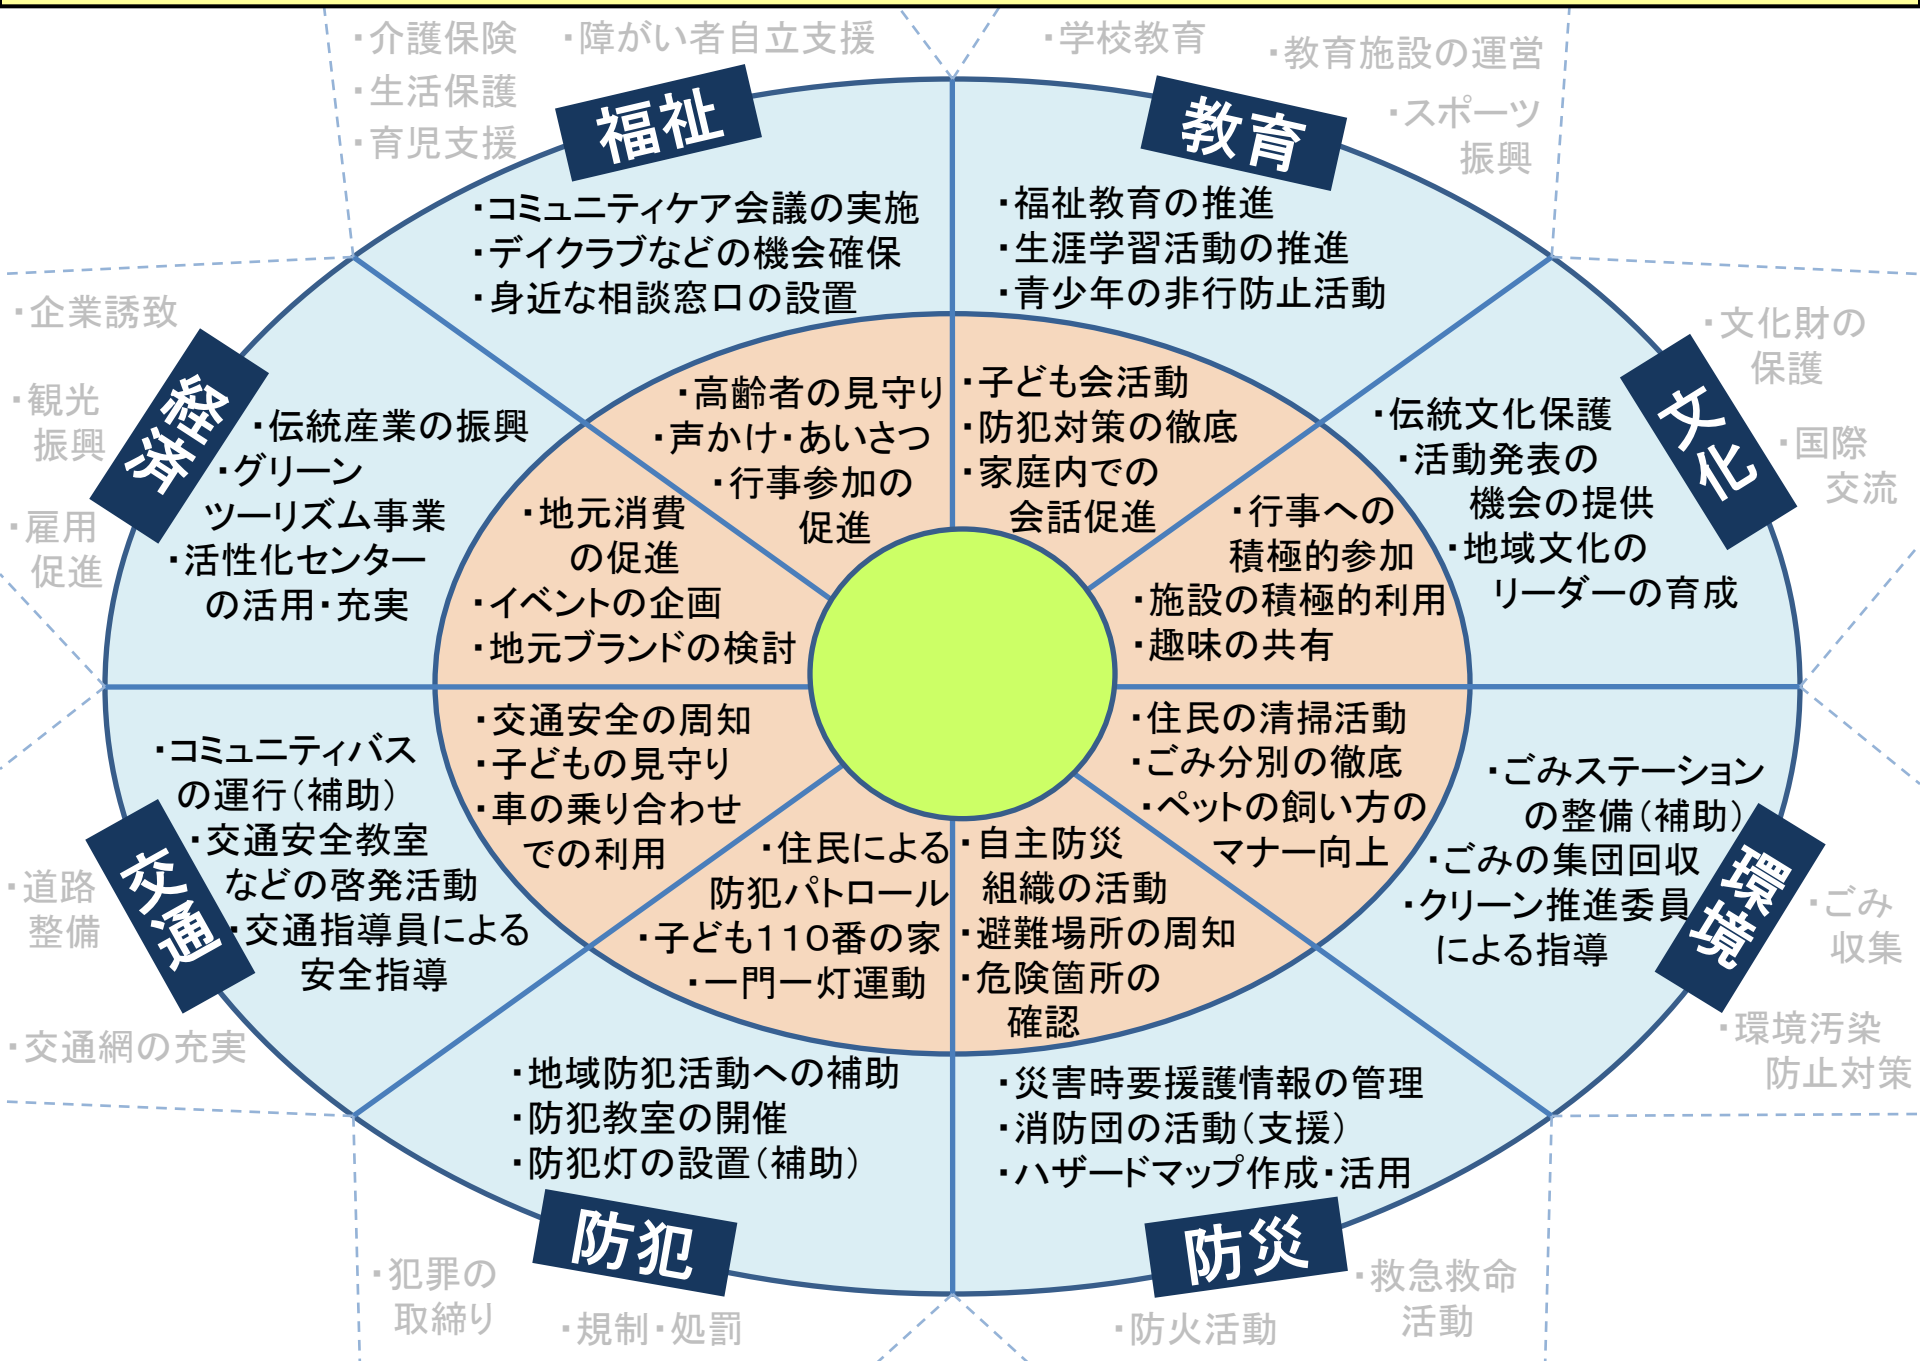 ・介護保険
・障がい者自立支援
・生活保護
・育児支援
福祉
・コミュニティケア会議の実施
・デイクラブなどの機会確保
・身近な相談窓口の設置
・高齢者の見守り
・声かけ・あいさつ
・行事参加の
促進
・学校教育
・教育施設の運営
・スポーツ
振興
教育
・福祉教育の推進
・生涯学習活動の推進
・青少年の非行防止活動
・子ども会活動
・防犯対策の徹底
・家庭内での
会話促進
・文化財の
保護
・国際
交流
文化
・伝統文化保護
・活動発表の
機会の提供
・地域文化の
リーダーの育成
・行事への
積極的参加
・施設の積極的利用
・趣味の共有
・企業誘致
・観光
振興
・雇用
促進
経済
・伝統産業の振興
・グリーン
ツーリズム事業
・活性化センター
の活用・充実
・地元消費
の促進
・イベントの企画
・地元ブランドの検討
・道路
整備
・交通網の充実
交通
・コミュニティバス
の運行(補助)
・交通安全教室
などの啓発活動
・交通指導員による
安全指導
・交通安全の周知
・子どもの見守り
・車の乗り合わせ
での利用
・住民の清掃活動
・ごみ分別の徹底
・ペットの飼い方の
マナー向上
・ごみステーション
の整備(補助)
・ごみの集団回収
・クリーン推進委員
による指導
環境
・ごみ
収集
・環境汚染
防止対策
・住民による
防犯パトロール
・子ども110番の家
・一門一灯運動
・地域防犯活動への補助
・防犯教室の開催
・防犯灯の設置(補助)
防犯
・犯罪の
取締り
・規制・処罰
・自主防災
組織の活動
・避難場所の周知
・危険箇所の
確認
・災害時要援護情報の管理
・消防団の活動(支援)
・ハザードマップ作成・活用
防災
・防火活動
・救急救命
活動